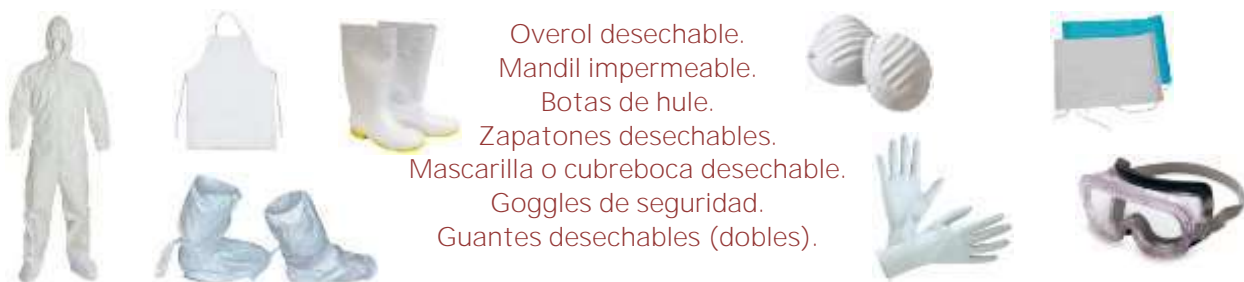 Overol desechable.
Mandil impermeable.
Botas de hule.
Zapatones desechables.
Mascarilla o cubreboca desechable.
Goggles de seguridad.
Guantes desechables (dobles).